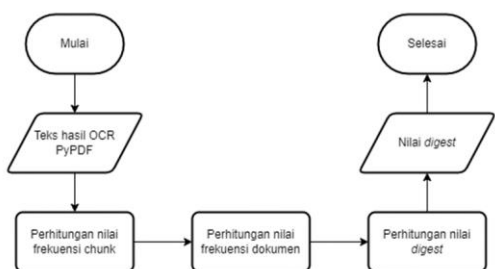 Mulai
Teks hasil OCR
PyPDF
Perhitungan nilai
frekuensi chunk
Perhitungan nilai
frekuensi dokumen
Perhitungan nilai
digest
Nilai digest
Selesai